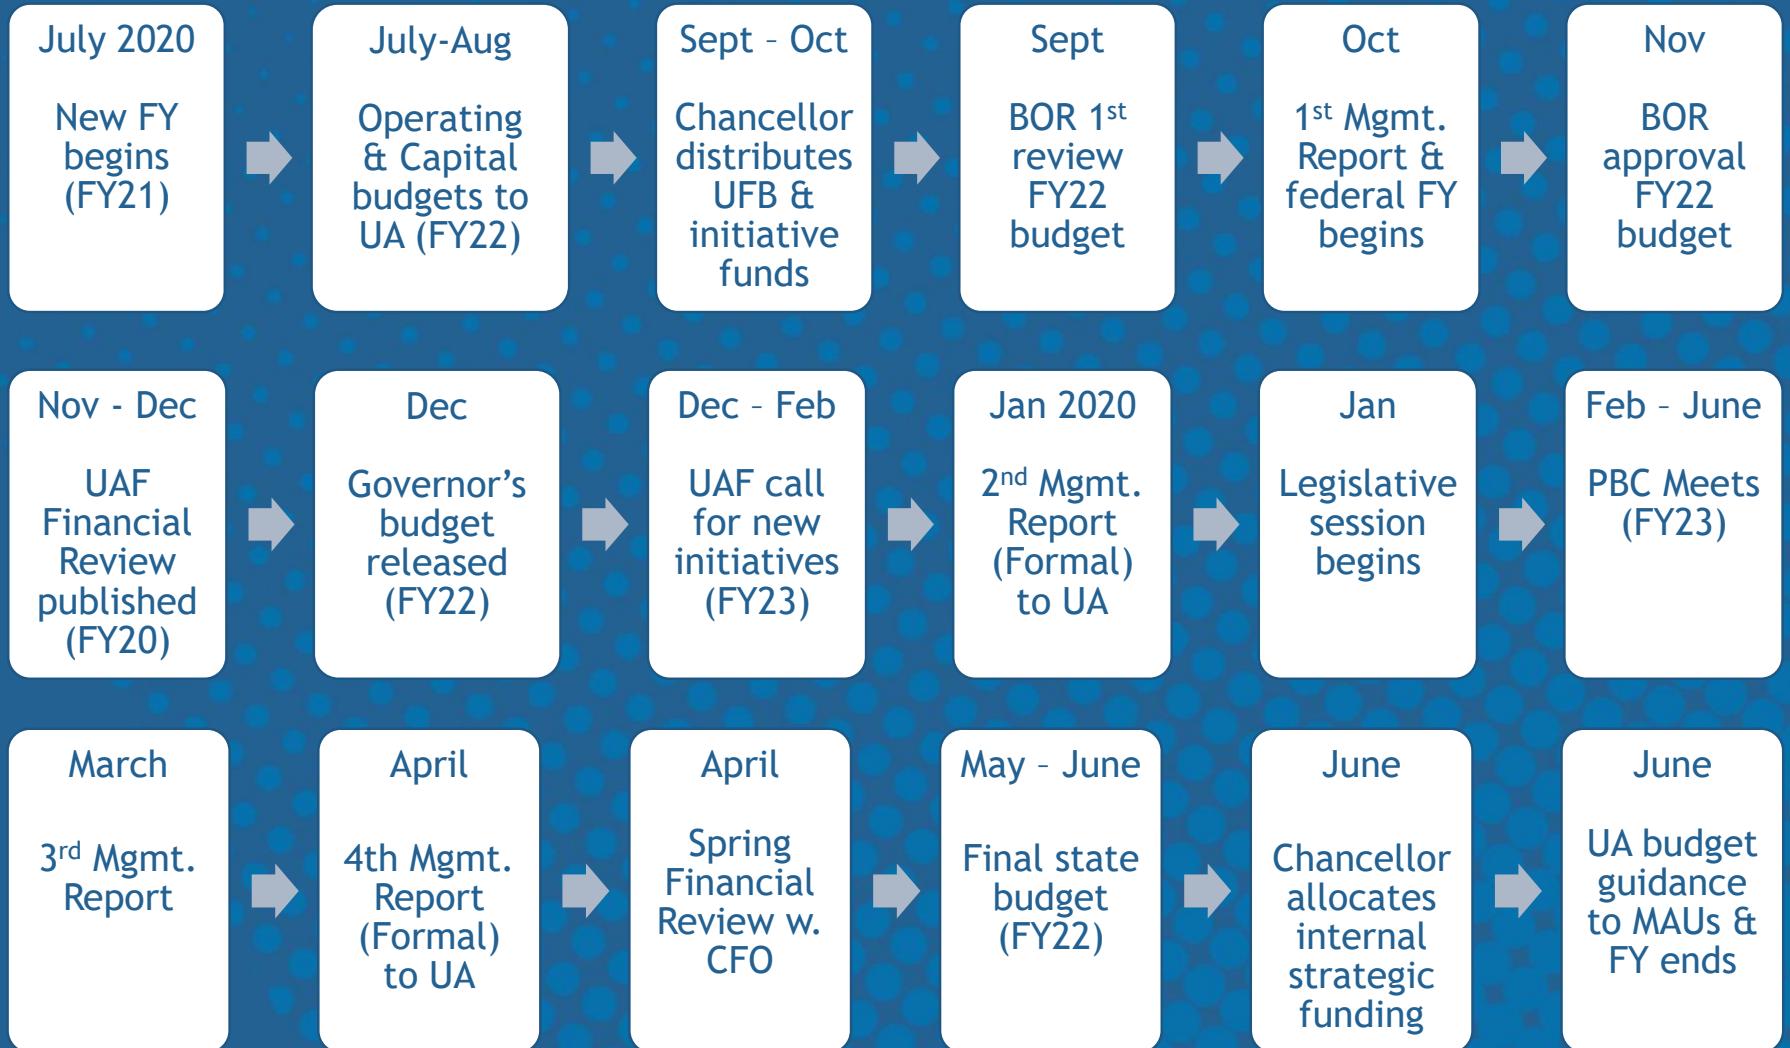 July 2020
New FY
begins
(FY21)
July-Aug
Operating
& Capital
budgets to
UA (FY22)
Sept – Oct
Chancellor
distributes
UFB &
initiative
funds
Sept
BOR 1st
review
FY22
budget
Oct
1st Mgmt.
Report &
federal FY
begins
Nov
BOR
approval
FY22
budget
Nov - Dec
UAF
Financial
Review
published
(FY20)
Dec
Governor’s
budget
released
(FY22)
Dec – Feb
UAF call
for new
initiatives
(FY23)
Jan 2020
2nd Mgmt.
Report
(Formal)
to UA
Jan
Legislative
session
begins
Feb – June
PBC Meets
(FY23)
March
3rd Mgmt.
Report
April
4th Mgmt.
Report
(Formal)
to UA
April
Spring
Financial
Review w.
CFO
May – June
Final state
budget
(FY22)
June
Chancellor
allocates
internal
strategic
funding
June
UA budget
guidance
to MAUs &
FY ends